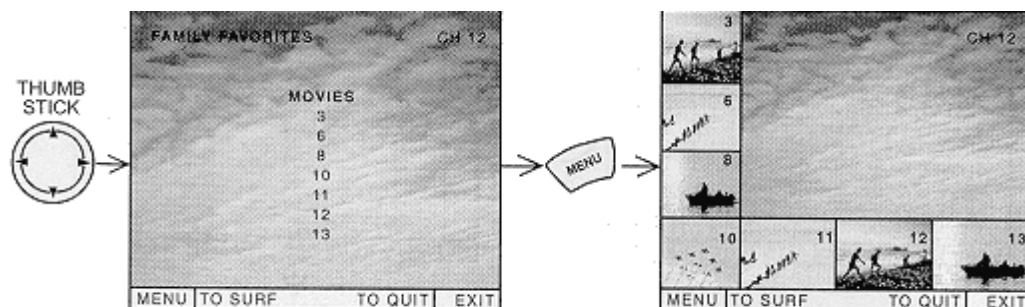 THUMB
STICK
FAMILY FAVORITES CH 12
MOVIES
3
6
8
10
11
12
13
MENU TO SURF TO QUIT EXIT
MENU
3
CH 12
6
8
10 11 12 13
MENU TO SURF TO QUIT EXIT